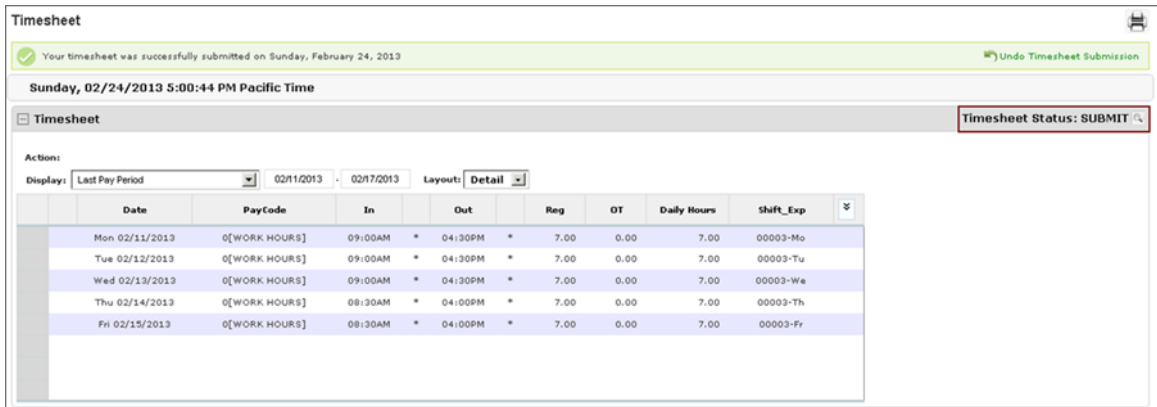 Timesheet
Your timesheet was successfully submitted on Sunday, February 24, 2013 Undo Timesheet Submission
Sunday, 02/24/2013 5:00:44 PM Pacific Time
Timesheet Timesheet Status: SUBMIT
Action:
Display: Last Pay Period 02/11/2013 - 02/17/2013 Layout: Detail
Date PayCode In Out Reg OT Daily Hours Shift_Exp
Mon 02/11/2013 0[WORK HOURS] 09:00AM * 04:30PM * 7.00 0.00 7.00 00003-Mo
Tue 02/12/2013 0[WORK HOURS] 09:00AM * 04:30PM * 7.00 0.00 7.00 00003-Tu
Wed 02/13/2013 0[WORK HOURS] 09:00AM * 04:30PM * 7.00 0.00 7.00 00003-We
Thu 02/14/2013 0[WORK HOURS] 08:30AM * 04:00PM * 7.00 0.00 7.00 00003-Th
Fri 02/15/2013 0[WORK HOURS] 08:30AM * 04:00PM * 7.00 0.00 7.00 00003-Fr